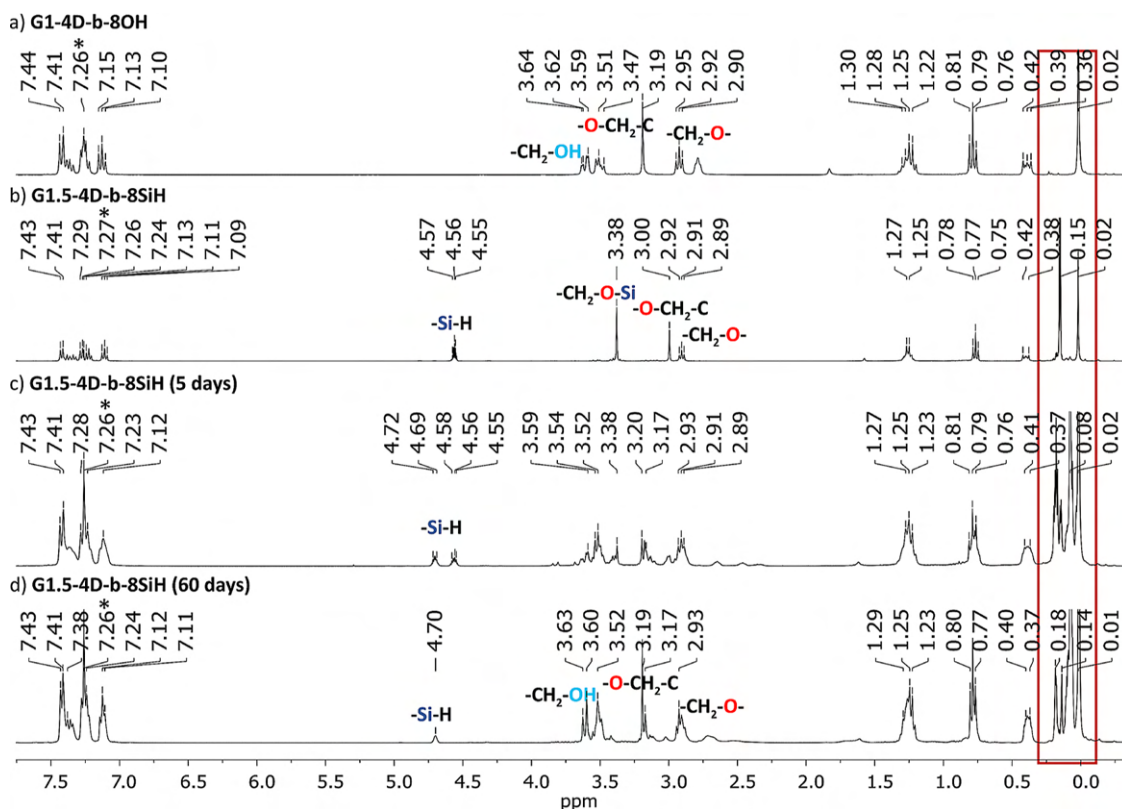 a) G1-4D-b-8OH
7.44 7.41 7.26* 7.15 7.13 7.10 3.64 3.62 3.59 3.51 3.47 3.19 2.95 2.92 2.90 1.30 1.28 1.25 1.22 0.81 0.79 0.76 0.42 0.39 0.36 0.02
-O-CH2-C
-CH2-O-
-CH2-OH
b) G1.5-4D-b-8SiH
7.43 7.41 7.29 7.27* 7.26 7.24 7.13 7.11 7.09 4.57 4.56 4.55 3.38 3.00 2.92 2.91 2.89 1.27 1.25 0.78 0.77 0.75 0.42 0.38 0.15 0.02
-CH2-O-Si
-O-CH2-C
-Si-H
-CH2-O-
c) G1.5-4D-b-8SiH (5 days)
7.43 7.41 7.28 7.26* 7.23 7.12 4.72 4.69 4.58 4.56 4.55 3.59 3.54 3.52 3.38 3.20 3.17 2.93 2.91 2.89 1.27 1.25 1.23 0.81 0.79 0.76 0.41 0.37 0.08 0.02
-Si-H
d) G1.5-4D-b-8SiH (60 days)
7.43 7.41 7.38 7.26* 7.24 7.12 7.11 4.70 3.63 3.60 3.52 3.19 3.17 2.93 1.29 1.25 1.23 0.80 0.77 0.40 0.37 0.18 0.14 0.01
-CH2-OH
-O-CH2-C
-Si-H
-CH2-O-
7.5 7.0 6.5 6.0 5.5 5.0 4.5 4.0 3.5 3.0 2.5 2.0 1.5 1.0 0.5 0.0
ppm